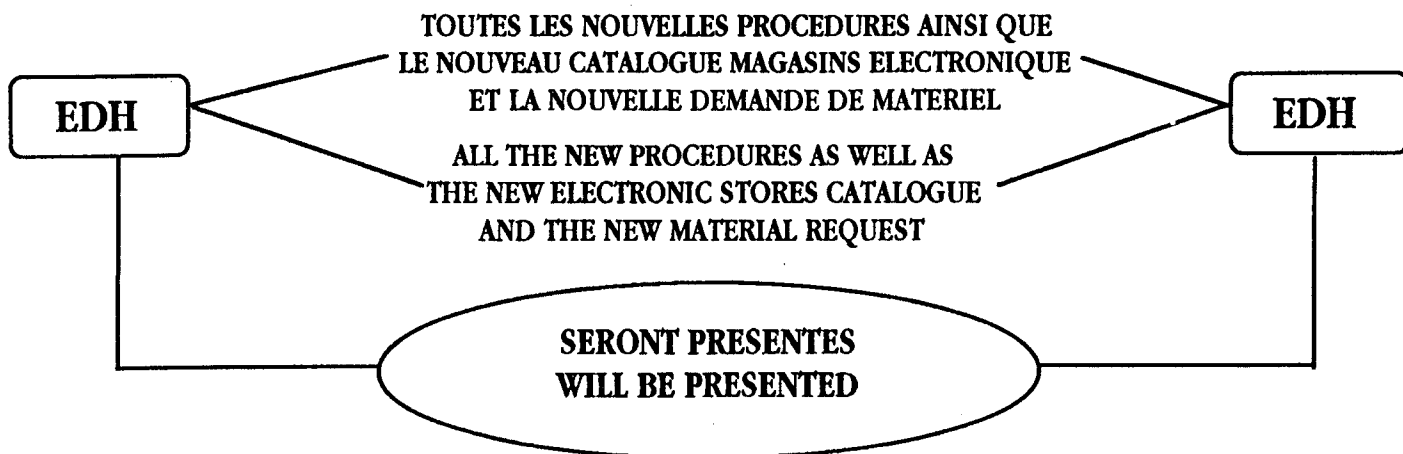 TOUTES LES NOUVELLES PROCEDURES AINSI QUE
LE NOUVEAU CATALOGUE MAGASINS ELECTRONIQUE
ET LA NOUVELLE DEMANDE DE MATERIEL
EDH
EDH
ALL THE NEW PROCEDURES AS WELL AS
THE NEW ELECTRONIC STORES CATALOGUE
AND THE NEW MATERIAL REQUEST
SERONT PRESENTES
WILL BE PRESENTED